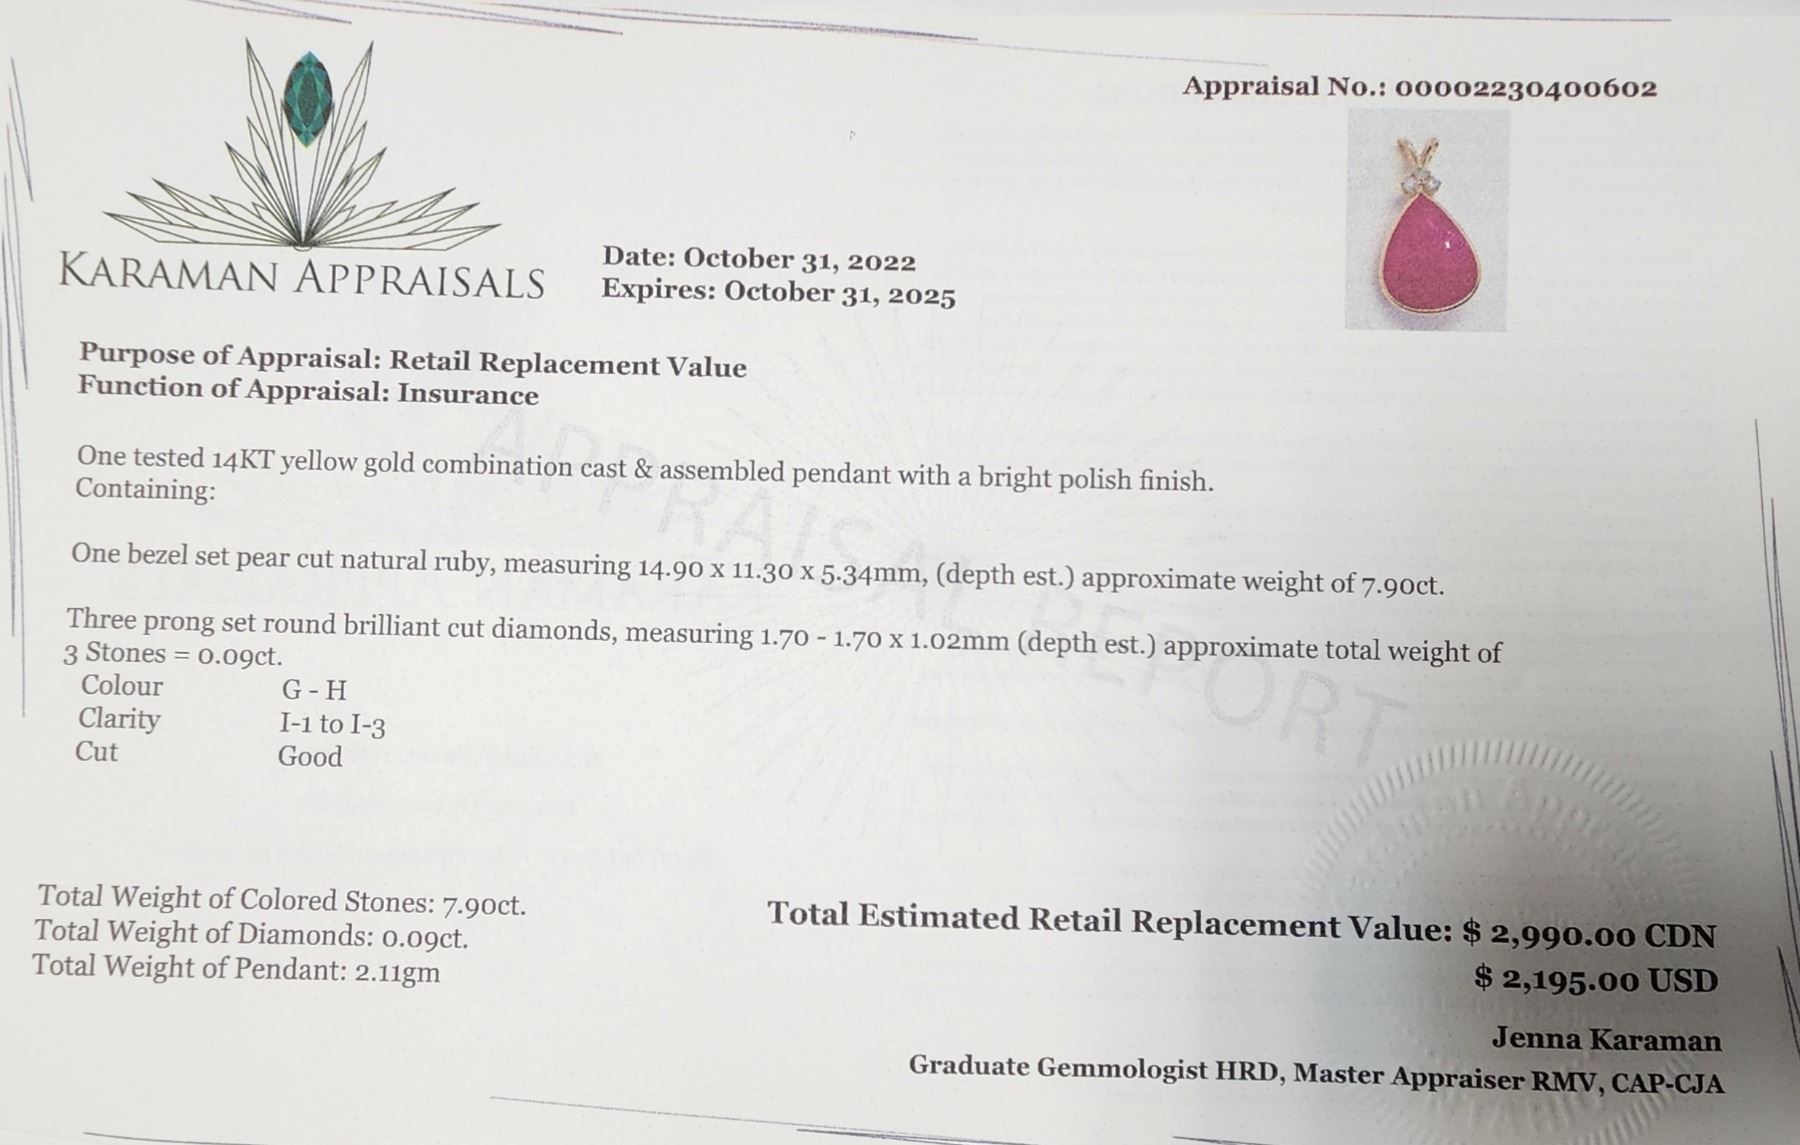 Appraisal No.: 00002230400602
KARAMAN APPRAISALS
Date: October 31, 2022
Expires: October 31, 2025
Purpose of Appraisal: Retail Replacement Value
Function of Appraisal: Insurance
One tested 14KT yellow gold combination cast & assembled pendant with a bright polish finish.
Containing:
One bezel set pear cut natural ruby, measuring 14.90 x 11.30 x 5.34mm, (depth est.) approximate weight of 7.90ct.
Three prong set round brilliant cut diamonds, measuring 1.70 - 1.70 x 1.02mm (depth est.) approximate total weight of
3 Stones = 0.09ct.
Colour G - H
Clarity I-1 to I-3
Cut Good
APPRAISAL REPORT
Total Weight of Colored Stones: 7.90ct.
Total Weight of Diamonds: 0.09ct.
Total Weight of Pendant: 2.11gm
Total Estimated Retail Replacement Value: $ 2,990.00 CDN
$ 2,195.00 USD
Jenna Karaman
Graduate Gemmologist HRD, Master Appraiser RMV, CAP-CJA